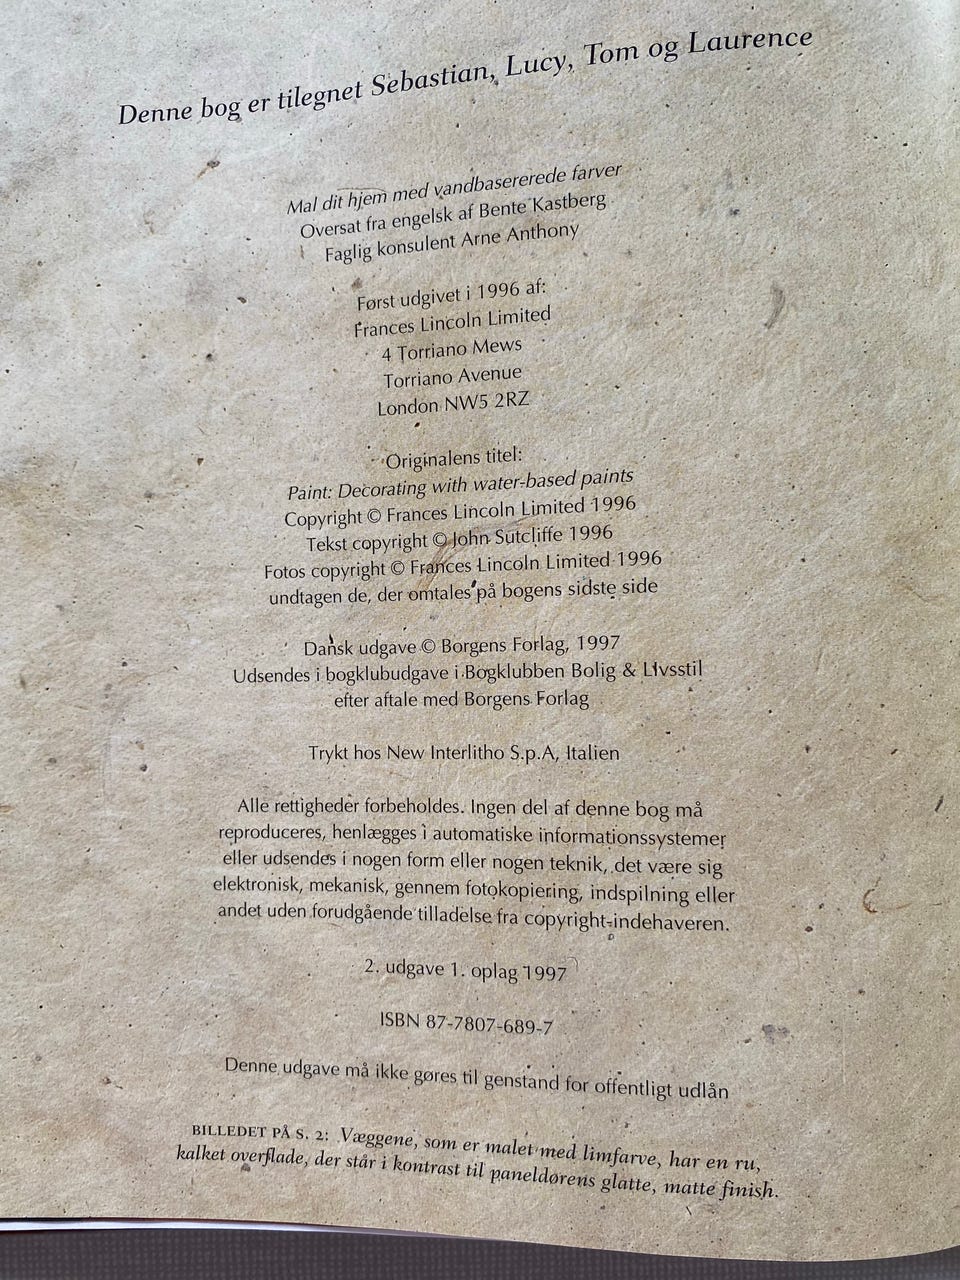 Denne bog er tilegnet Sebastian, Lucy, Tom og Laurence
Mal dit hjem med vandbasererede farver
Oversat fra engelsk af Bente Kastberg
Faglig konsulent Arne Anthony
Først udgivet i 1996 af:
Frances Lincoln Limited
4 Torriano Mews
Torriano Avenue
London NW5 2RZ
Originalens titel:
Paint: Decorating with water-based paints
Copyright © Frances Lincoln Limited 1996
Tekst copyright © John Sutcliffe 1996
Fotos copyright © Frances Lincoln Limited 1996
undtagen de, der omtales på bogens sidste side
Dansk udgave © Borgens Forlag, 1997
Udsendes i bogklubudgave i Bogklubben Bolig & Livsstil
efter aftale med Borgens Forlag
Trykt hos New Interlitho S.p.A, Italien
Alle rettigheder forbeholdes. Ingen del af denne bog må
reproduceres, henlægges i automatiske informationssystemer
eller udsendes i nogen form eller nogen teknik, det være sig
elektronisk, mekanisk, gennem fotokopiering, indspilning eller
andet uden forudgående tilladelse fra copyright-indehaveren.
2. udgave 1. oplag 1997
ISBN 87-7807-689-7
Denne udgave må ikke gøres til genstand for offentligt udlån
BILLEDET PÅ S. 2: Væggene, som er malet med limfarve, har en ru,
kalket overflade, der står i kontrast til paneldørens glatte, matte finish.